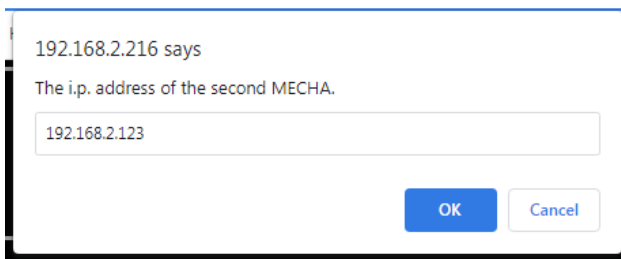 192.168.2.216 says
The i.p. address of the second MECHA.
192.168.2.123
OK Cancel